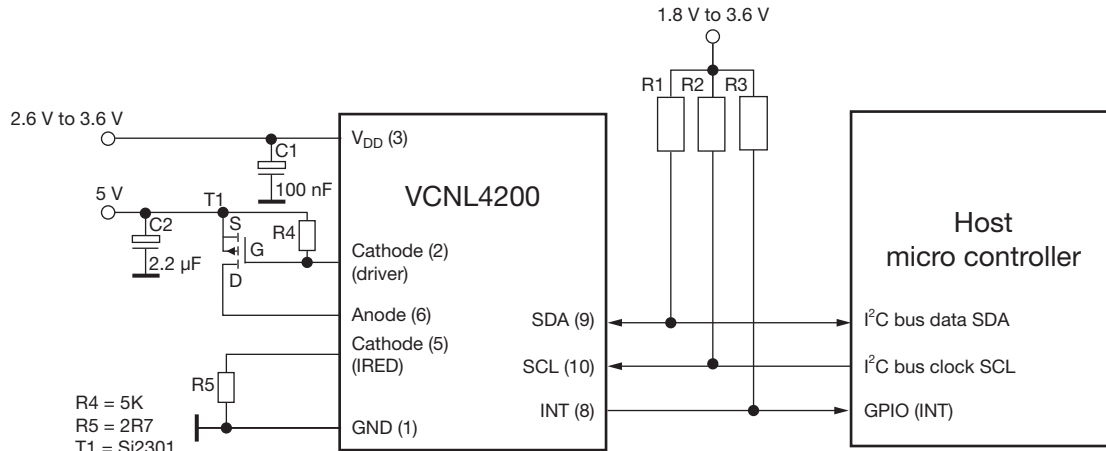 1.8 V to 3.6 V
R1
R2
R3
2.6 V to 3.6 V
C1
100 nF
V_DD (3)
VCNL4200
Host
micro controller
5 V
T1
C2
2.2 µF
S
G
D
R4
Cathode (2)
(driver)
Anode (6)
Cathode (5)
(IRED)
R5
GND (1)
SDA (9)
SCL (10)
INT (8)
I²C bus data SDA
I²C bus clock SCL
GPIO (INT)
R4 = 5K
R5 = 2R7
T1 = Si2301